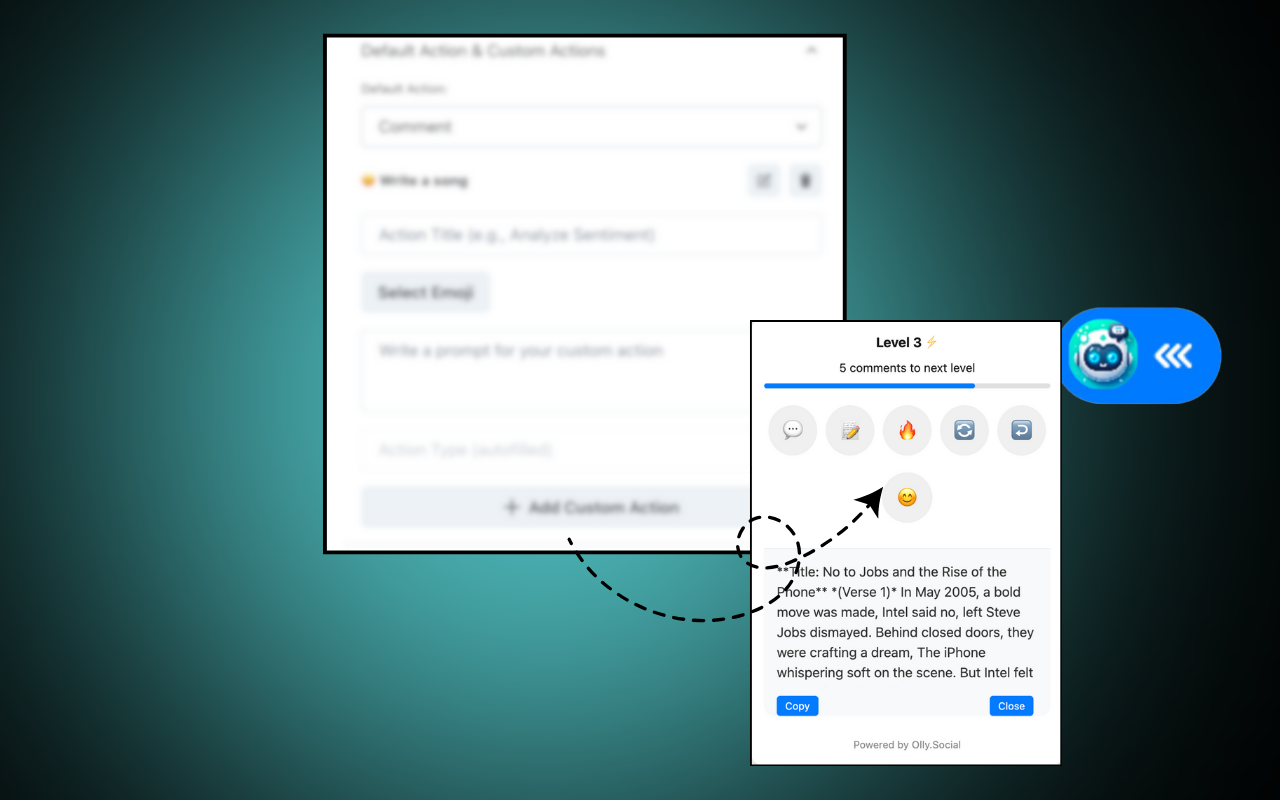 Default Action & Custom Actions
Default Action:
Comment
Write a song
Action Title (e.g., Analyze Sentiment)
Select Emoji
Write a prompt for your custom action
Action Type (autofilled)
+ Add Custom Action
Level 3 ⚡
5 comments to next level
**Title: No to Jobs and the Rise of the
Phone** *(Verse 1)* In May 2005, a bold
move was made, Intel said no, left Steve
Jobs dismayed. Behind closed doors, they
were crafting a dream, The iPhone
whispering soft on the scene. But Intel felt
Copy
Close
Powered by Olly.Social